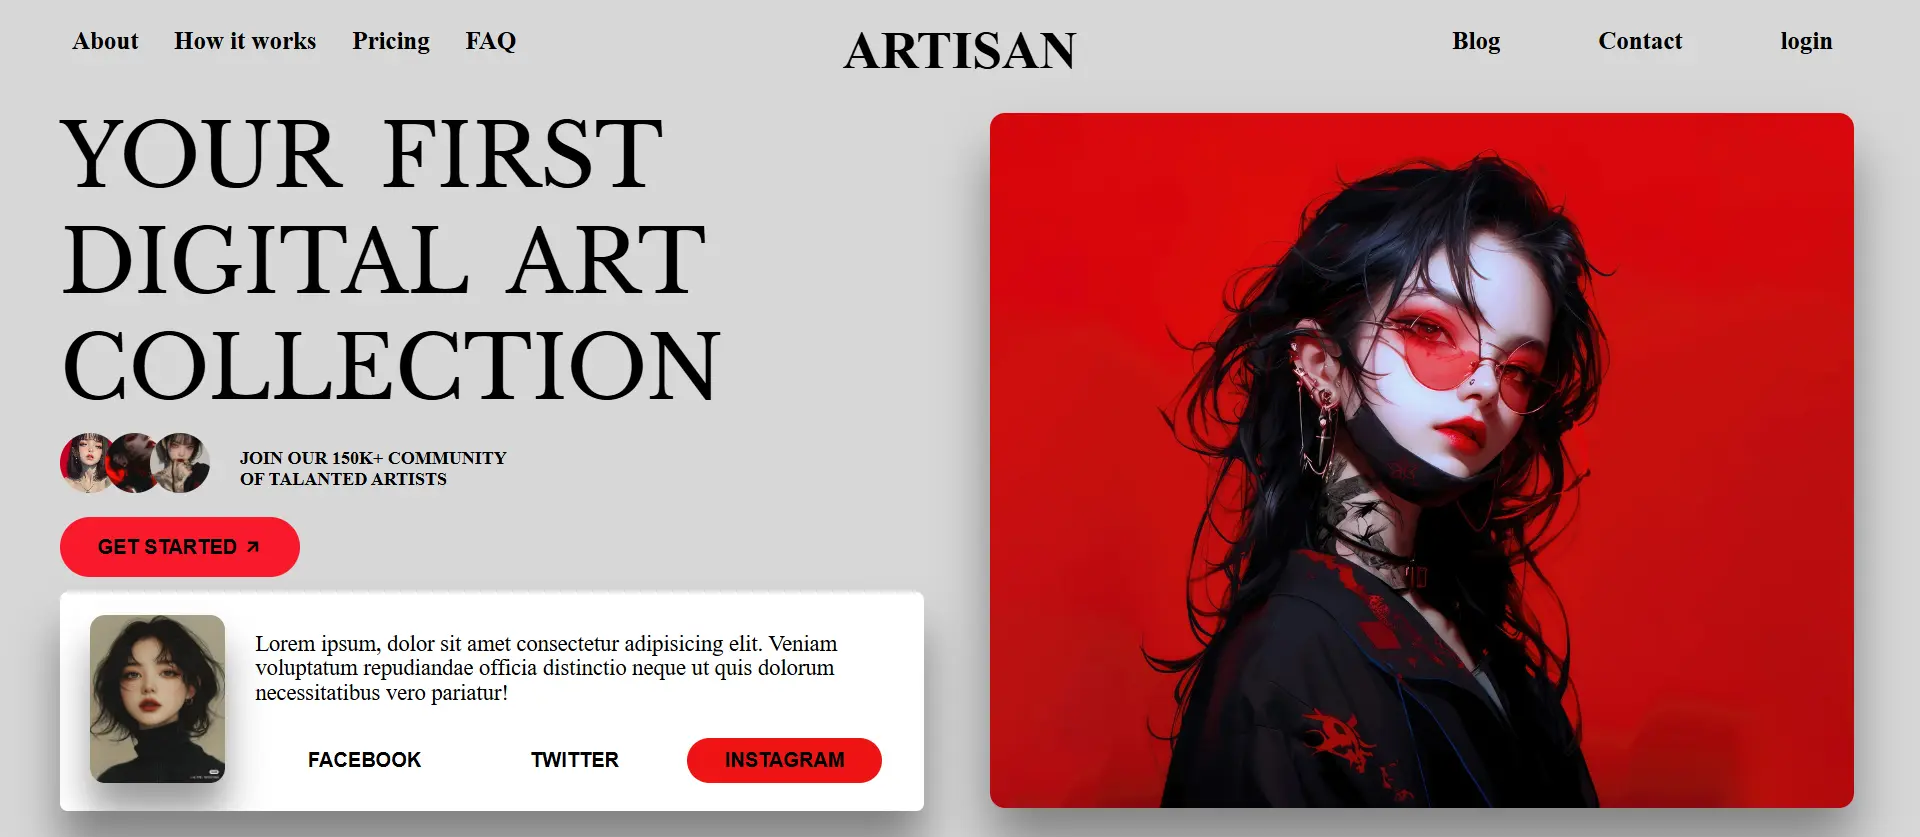 About How it works Pricing FAQ ARTISAN Blog Contact login
YOUR FIRST
DIGITAL ART
COLLECTION
JOIN OUR 150K+ COMMUNITY
OF TALANTED ARTISTS
GET STARTED
Lorem ipsum, dolor sit amet consectetur adipisicing elit. Veniam
voluptatum repudiandae officia distinctio neque ut quis dolorum
necessitatibus vero pariatur!
FACEBOOK TWITTER INSTAGRAM